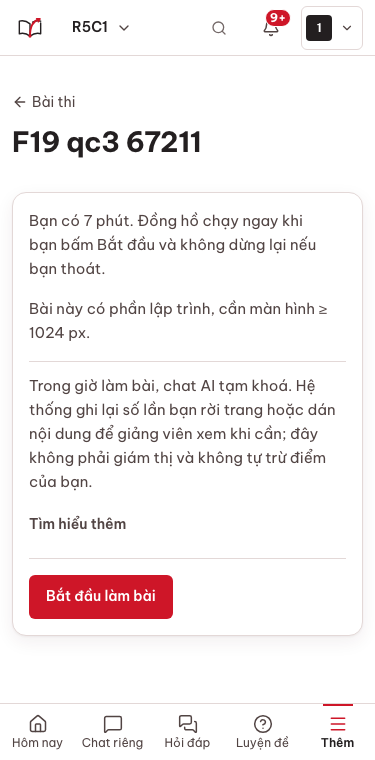 R5C1
9+
1
Bài thi
F19 qc3 67211
Bạn có 7 phút. Đồng hồ chạy ngay khi
bạn bấm Bắt đầu và không dừng lại nếu
bạn thoát.
Bài này có phần lập trình, cần màn hình ≥
1024 px.
Trong giờ làm bài, chat AI tạm khoá. Hệ
thống ghi lại số lần bạn rời trang hoặc dán
nội dung để giảng viên xem khi cần; đây
không phải giám thị và không tự trừ điểm
của bạn.
Tìm hiểu thêm
Bắt đầu làm bài
Hôm nay
Chat riêng
Hỏi đáp
Luyện đề
Thêm